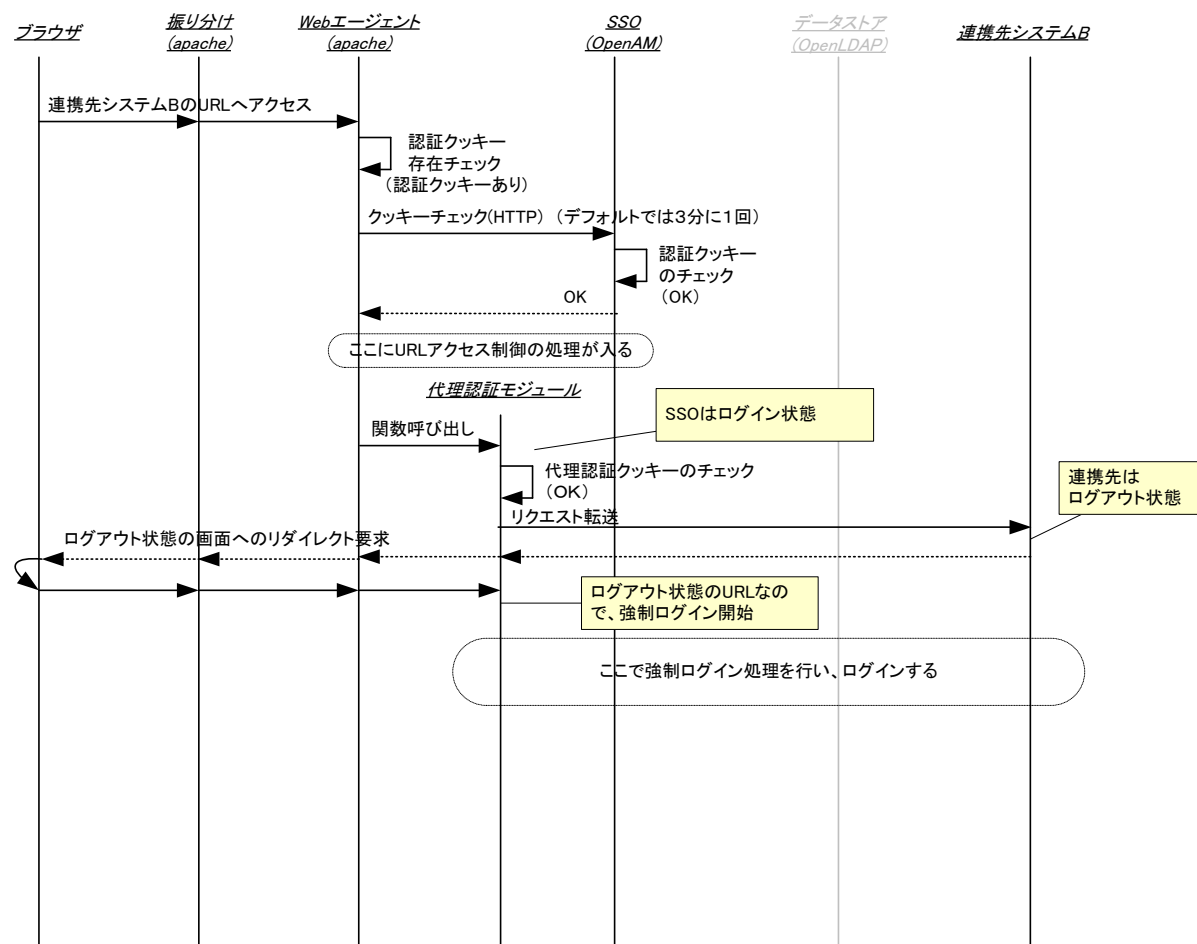 ブラウザ
振り分け
(apache)
Webエージェント
(apache)
SSO
(OpenAM)
データストア
(OpenLDAP)
連携先システムB
連携先システムBのURLへアクセス
認証クッキー
存在チェック
(認証クッキーあり)
クッキーチェック(HTTP) (デフォルトでは3分に1回)
認証クッキー
のチェック
(OK)
OK
ここにURLアクセス制御の処理が入る
代理認証モジュール
SSOはログイン状態
関数呼び出し
代理認証クッキーのチェック
(OK)
連携先は
ログアウト状態
リクエスト転送
ログアウト状態の画面へのリダイレクト要求
ログアウト状態のURLなの
で、強制ログイン開始
ここで強制ログイン処理を行い、ログインする